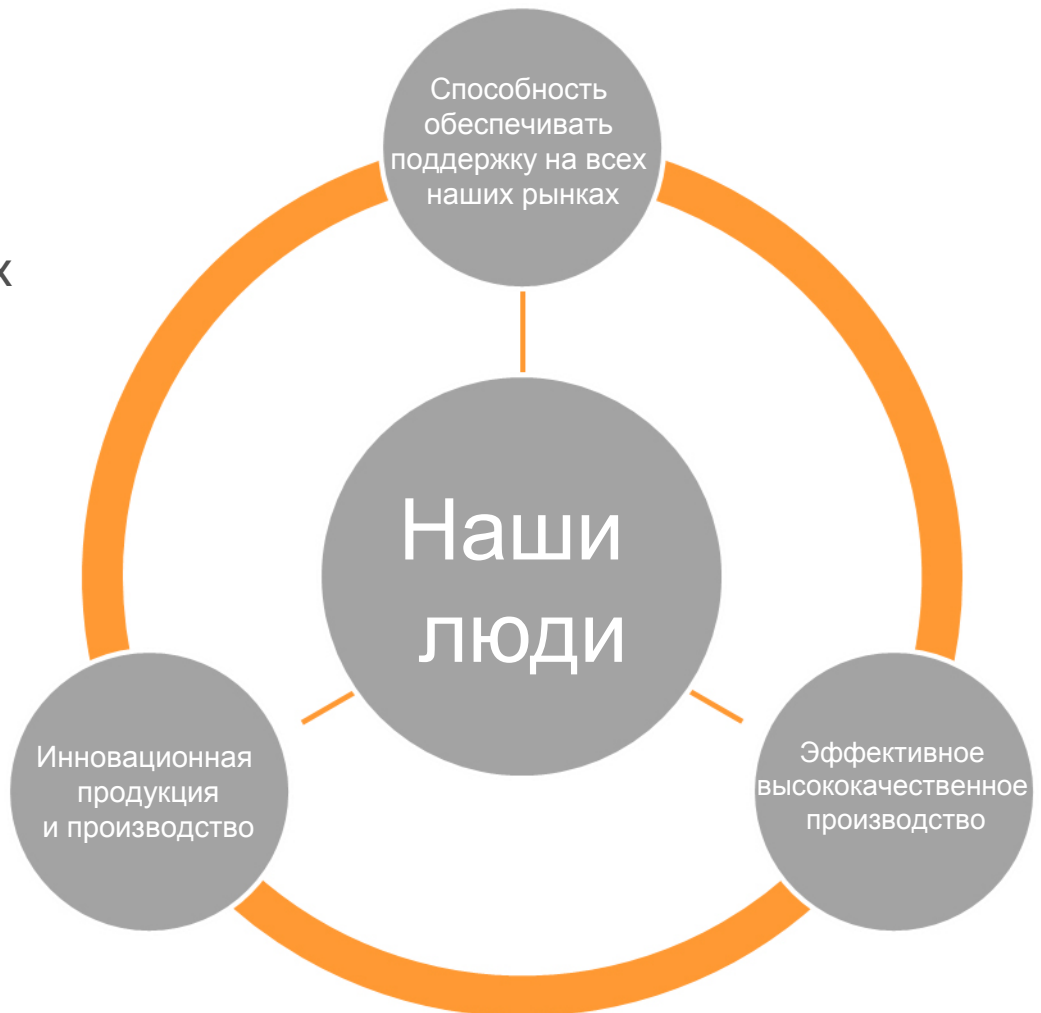 Способность
обеспечивать
поддержку на всех
наших рынках
х
Наши
люди
Инновационная
продукция
и производство
Эффективное
высококачественное
производство